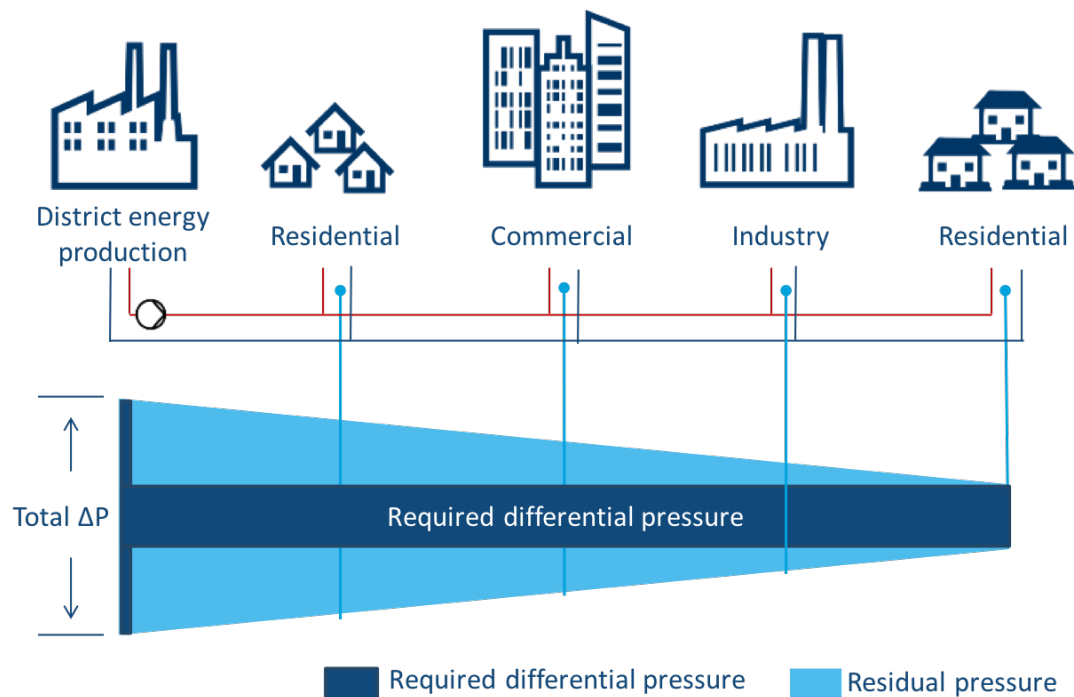 District energy
production
Residential
Commercial
Industry
Residential
Total ΔP
Required differential pressure
Required differential pressure
Residual pressure